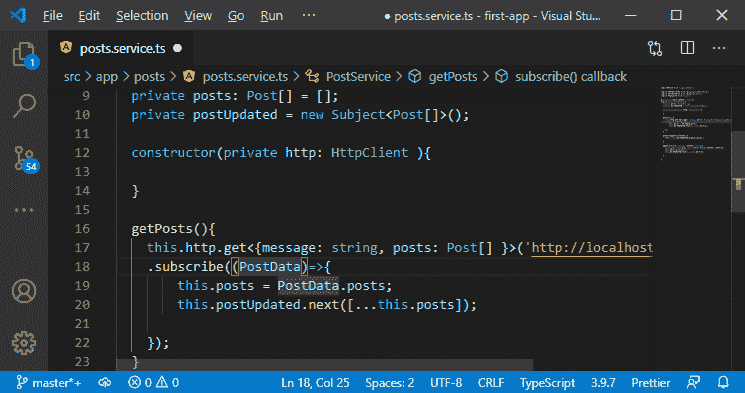 File Edit Selection View Go Run ··· ● posts.service.ts - first-app - Visual Stu...
posts.service.ts ●
src > app > posts > posts.service.ts > PostService > getPosts > subscribe() callback
9 private posts: Post[] = [];
10 private postUpdated = new Subject<Post[]>();
11
12 constructor(private http: HttpClient ){
13
14 }
15
16 getPosts(){
17 this.http.get<{message: string, posts: Post[] }>('http://localhost
18 .subscribe((PostData)=>{
19 this.posts = PostData.posts;
20 this.postUpdated.next([...this.posts]);
21
22 });
23 }
1
54
master*+ 0 0 Ln 18, Col 25 Spaces: 2 UTF-8 CRLF TypeScript 3.9.7 Prettier